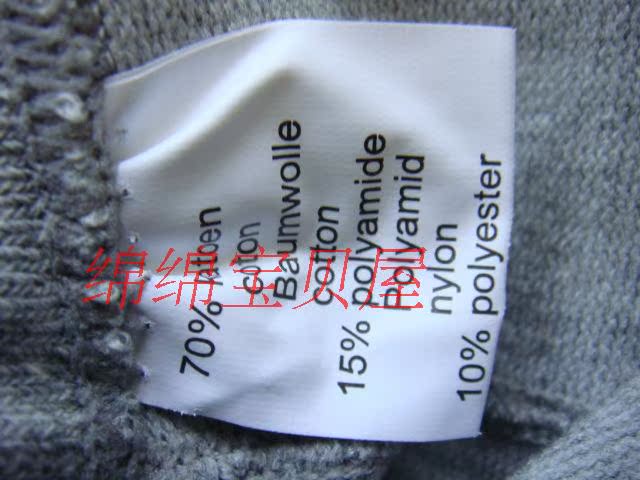 70% katoen
coton
Baumwolle
cotton
15% polyamide
Polyamid
nylon
10% polyester
绵绵宝贝屋